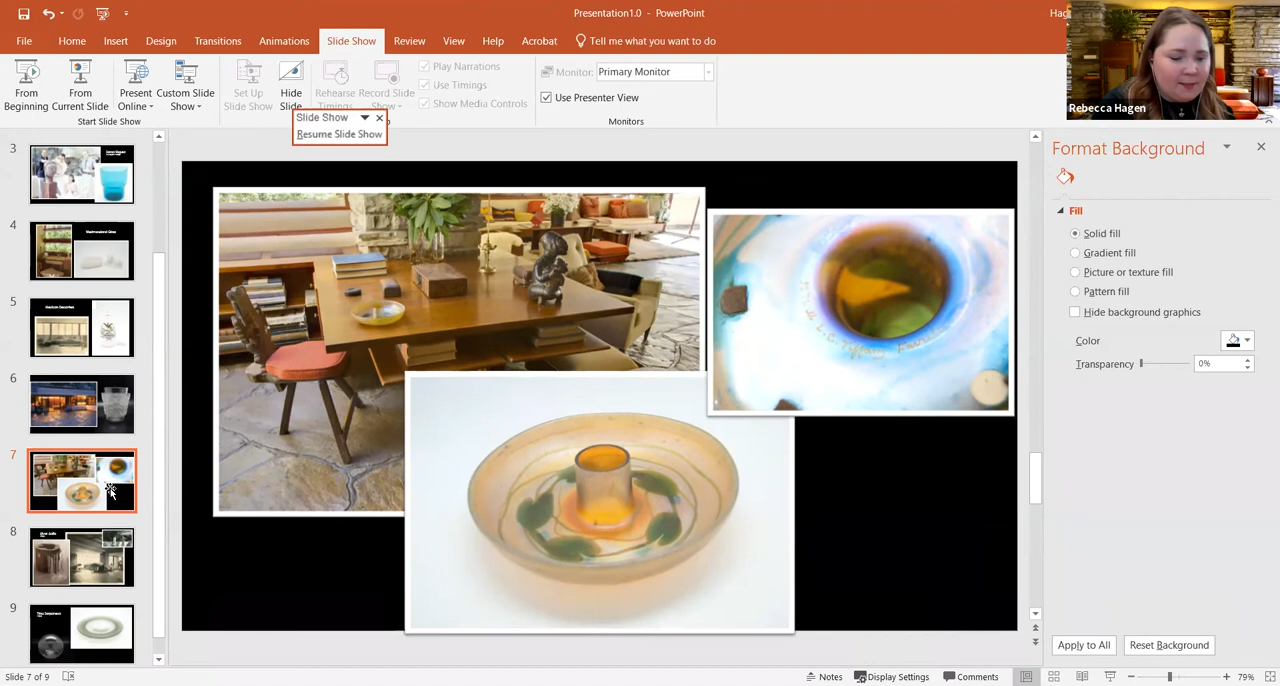 Presentation1.0 - PowerPoint
Hag
File Home Insert Design Transitions Animations Slide Show Review View Help Acrobat Tell me what you want to do
From Beginning
From Current Slide
Present Online
Custom Slide Show
Start Slide Show
Set Up Slide Show
Hide Slide
Rehearse Timings
Record Slide Show
Play Narrations
Use Timings
Show Media Controls
Monitor: Primary Monitor
Use Presenter View
Monitors
Slide Show
Resume Slide Show
Rebecca Hagen
3
4
5
6
7
8
9
L.C. Tiffany
Format Background
Fill
Solid fill
Gradient fill
Picture or texture fill
Pattern fill
Hide background graphics
Color
Transparency 0%
Apply to All Reset Background
Slide 7 of 9
Notes Display Settings Comments 79%